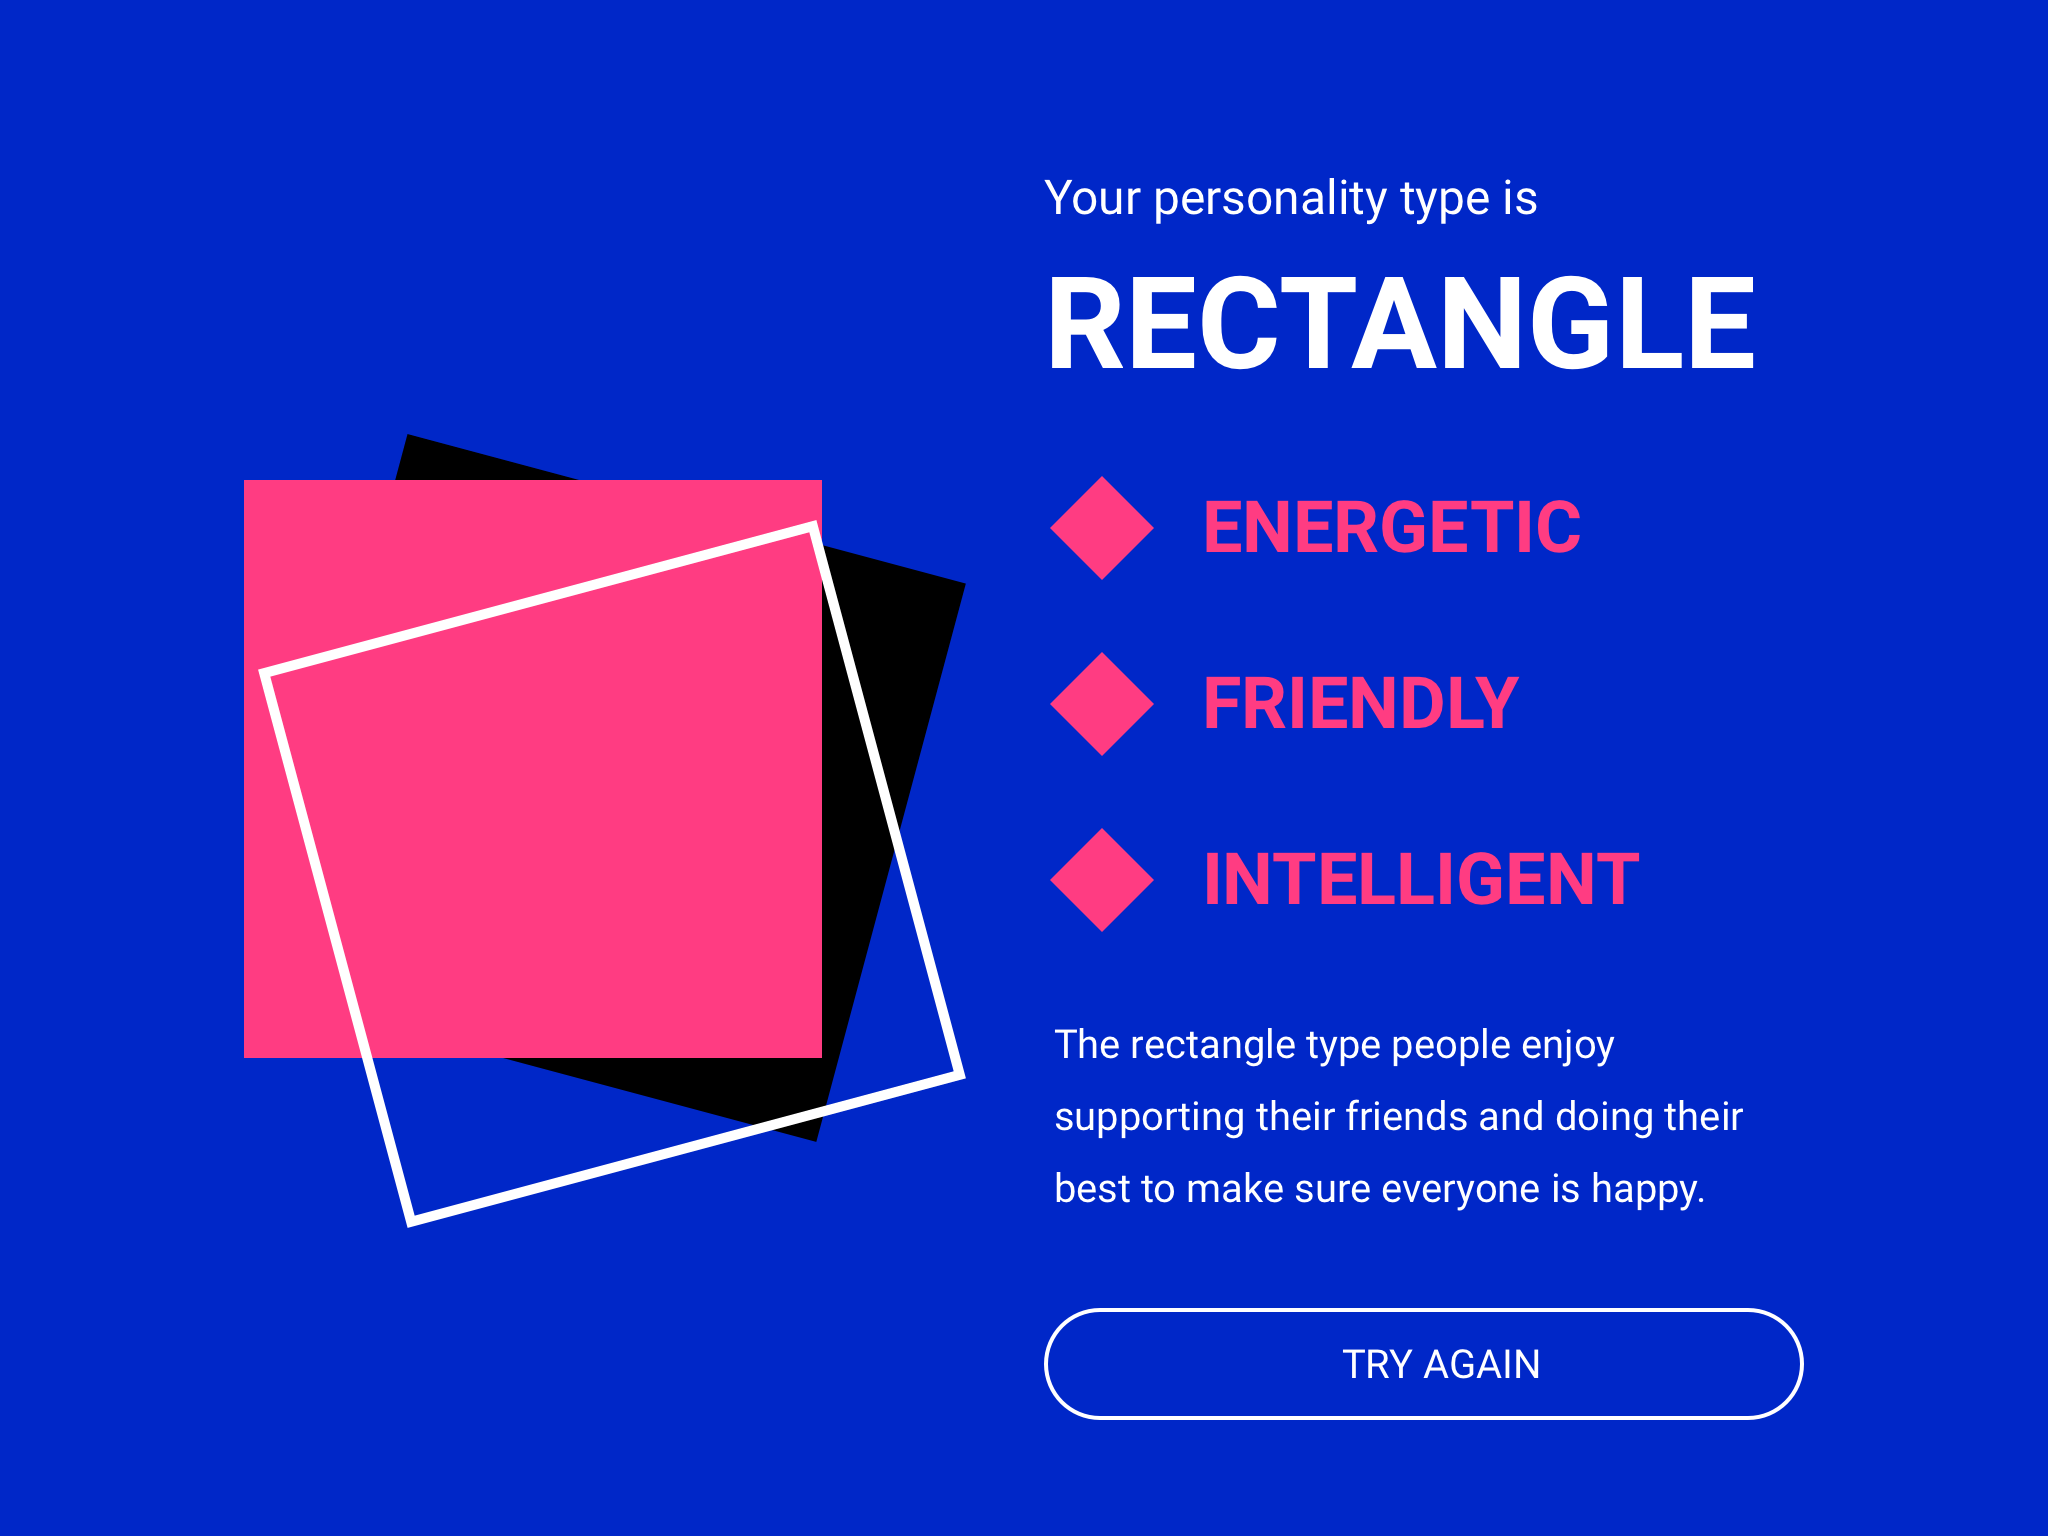 Your personality type is
RECTANGLE
ENERGETIC
FRIENDLY
INTELLIGENT
The rectangle type people enjoy
supporting their friends and doing their
best to make sure everyone is happy.
TRY AGAIN